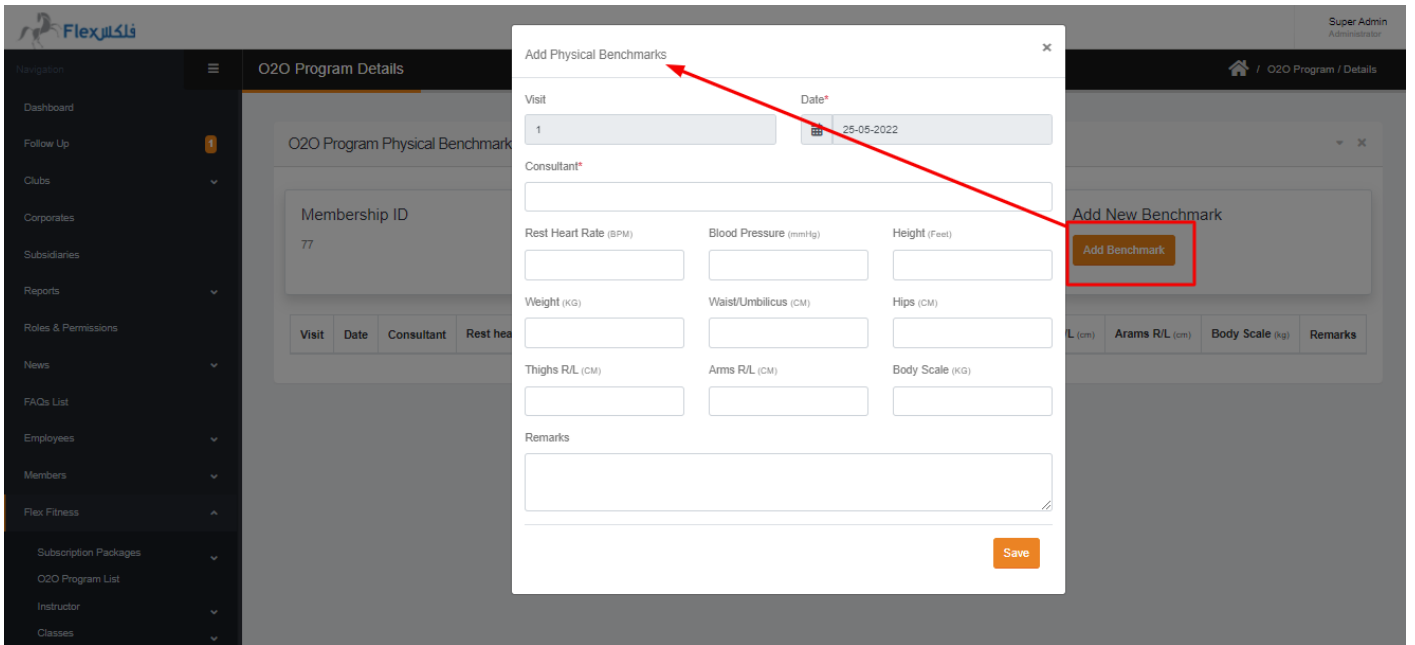 Flex فلكس
Super Admin
Administrator
Navigation
O2O Program Details
/ O2O Program / Details
Dashboard
Follow Up 1
Clubs
Corporates
Subsidiaries
Reports
Roles & Permissions
News
FAQs List
Employees
Members
Flex Fitness
Subscription Packages
O2O Program List
Instructor
Classes
O2O Program Physical Benchmark
Membership ID
77
Add New Benchmark
Add Benchmark
Visit Date Consultant Rest hea
/L (cm) Arams R/L (cm) Body Scale (kg) Remarks
Add Physical Benchmarks ×
Visit Date*
1 25-05-2022
Consultant*
Rest Heart Rate (BPM) Blood Pressure (mmHg) Height (Feet)
Weight (KG) Waist/Umbilicus (CM) Hips (CM)
Thighs R/L (CM) Arms R/L (CM) Body Scale (KG)
Remarks
Save